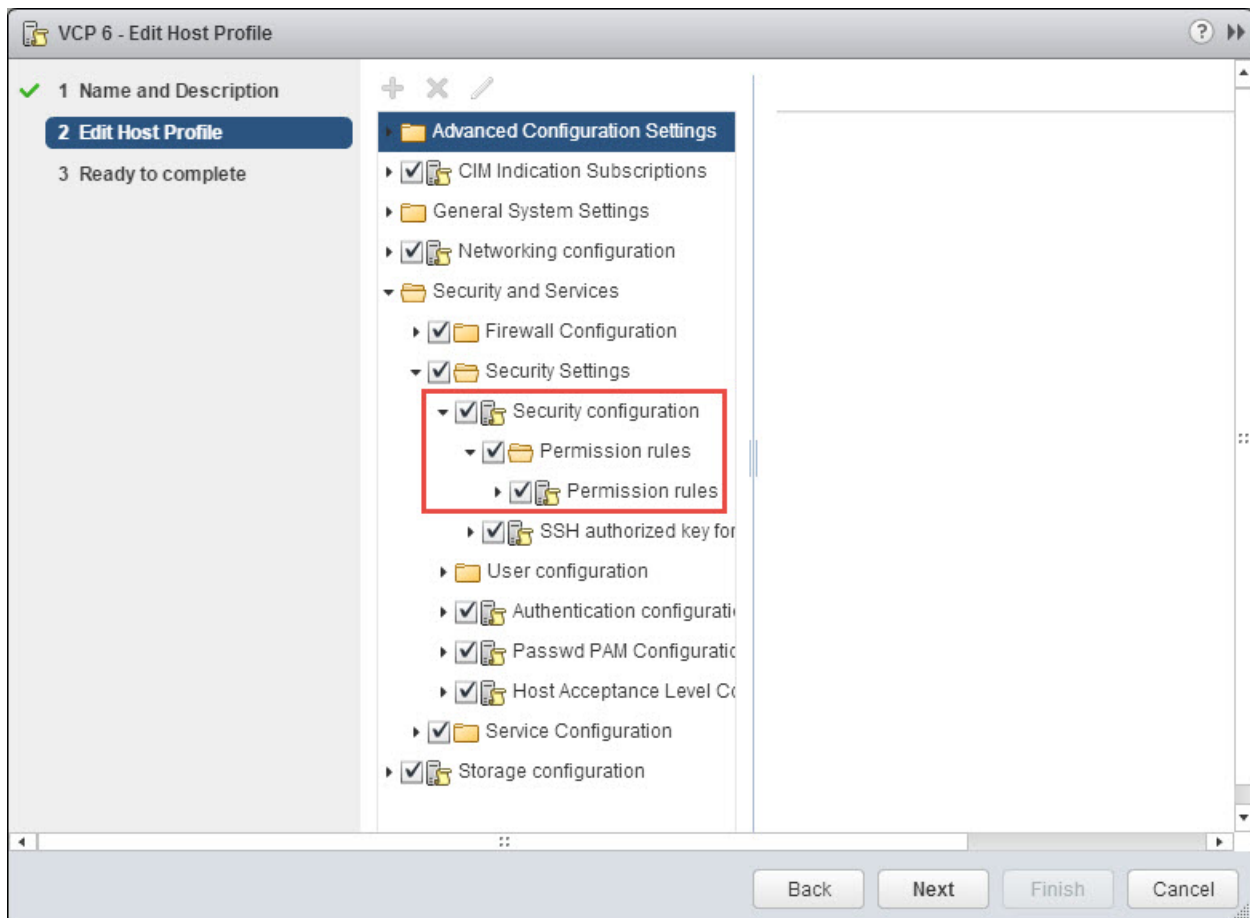 VCP 6 - Edit Host Profile
?
1 Name and Description
2 Edit Host Profile
3 Ready to complete
Advanced Configuration Settings
CIM Indication Subscriptions
General System Settings
Networking configuration
Security and Services
Firewall Configuration
Security Settings
Security configuration
Permission rules
Permission rules
SSH authorized key for
User configuration
Authentication configurati
Passwd PAM Configuratic
Host Acceptance Level Co
Service Configuration
Storage configuration
Back Next Finish Cancel